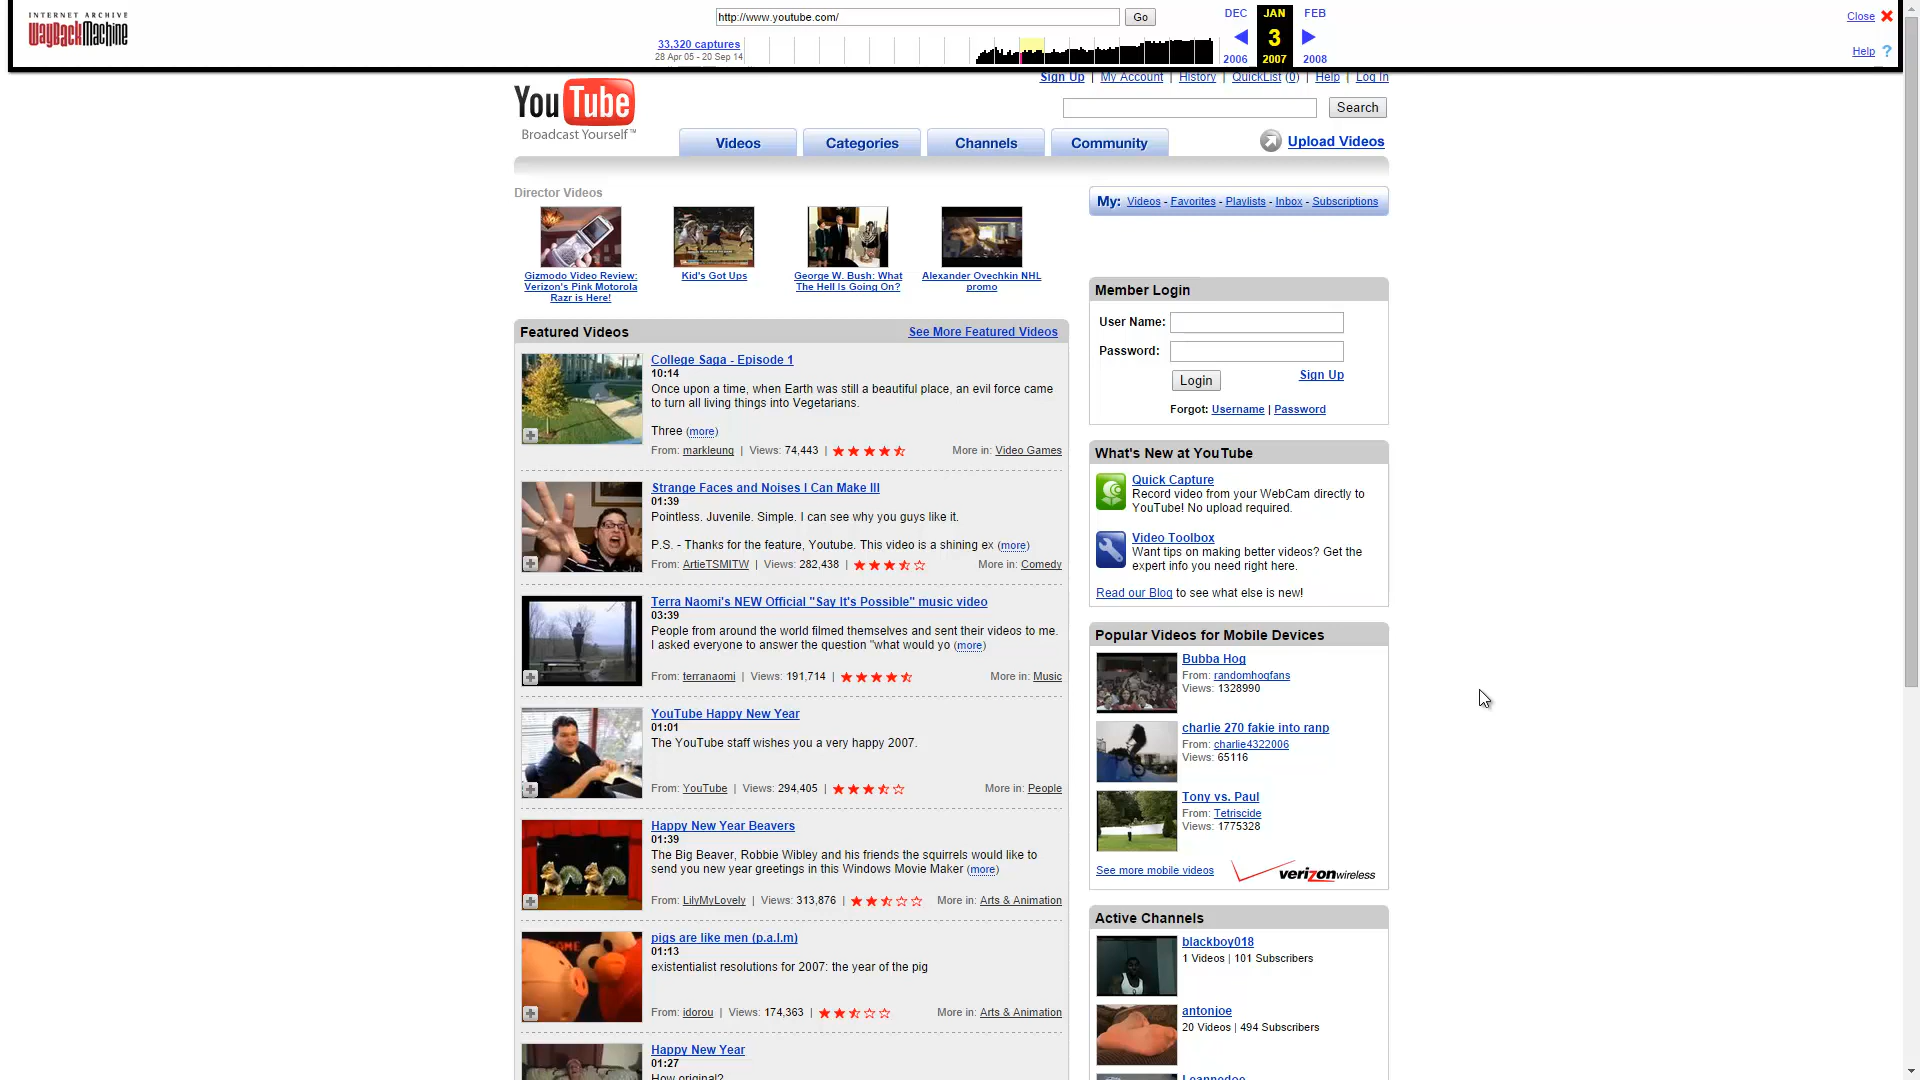 INTERNET ARCHIVE
WayBackMachine
http://www.youtube.com/
Go
33,320 captures
28 Apr 05 - 20 Sep 14
DEC JAN FEB
3
2006 2007 2008
Close
Help ?
Sign Up | My Account | History | QuickList (0) | Help | Log In
YouTube
Broadcast Yourself™
Search
Videos
Categories
Channels
Community
Upload Videos
Director Videos
Gizmodo Video Review:
Verizon's Pink Motorola
Razr is Here!
Kid's Got Ups
George W. Bush: What
The Hell Is Going On?
Alexander Ovechkin NHL
promo
My: Videos - Favorites - Playlists - Inbox - Subscriptions
Featured Videos
See More Featured Videos
College Saga - Episode 1
10:14
Once upon a time, when Earth was still a beautiful place, an evil force came
to turn all living things into Vegetarians.
Three (more)
From: markleung | Views: 74,443 |
More in: Video Games
Strange Faces and Noises I Can Make III
01:39
Pointless. Juvenile. Simple. I can see why you guys like it.
P.S. - Thanks for the feature, Youtube. This video is a shining ex (more)
From: ArtieTSMITW | Views: 282,438 |
More in: Comedy
Terra Naomi's NEW Official "Say It's Possible" music video
03:39
People from around the world filmed themselves and sent their videos to me.
I asked everyone to answer the question "what would yo (more)
From: terranaomi | Views: 191,714 |
More in: Music
YouTube Happy New Year
01:01
The YouTube staff wishes you a very happy 2007.
From: YouTube | Views: 294,405 |
More in: People
Happy New Year Beavers
01:39
The Big Beaver, Robbie Wibley and his friends the squirrels would like to
send you new year greetings in this Windows Movie Maker (more)
From: LilyMyLovely | Views: 313,876 |
More in: Arts & Animation
pigs are like men (p.a.l.m)
01:13
existentialist resolutions for 2007: the year of the pig
From: idorou | Views: 174,363 |
More in: Arts & Animation
Happy New Year
01:27
How original?
Member Login
User Name:
Password:
Login
Sign Up
Forgot: Username | Password
What's New at YouTube
Quick Capture
Record video from your WebCam directly to
YouTube! No upload required.
Video Toolbox
Want tips on making better videos? Get the
expert info you need right here.
Read our Blog to see what else is new!
Popular Videos for Mobile Devices
Bubba Hog
From: randomhogfans
Views: 1328990
charlie 270 fakie into ranp
From: charlie4322006
Views: 65116
Tony vs. Paul
From: Tetriscide
Views: 1775328
See more mobile videos
verizonwireless
Active Channels
blackboy018
1 Videos | 101 Subscribers
antonjoe
20 Videos | 494 Subscribers